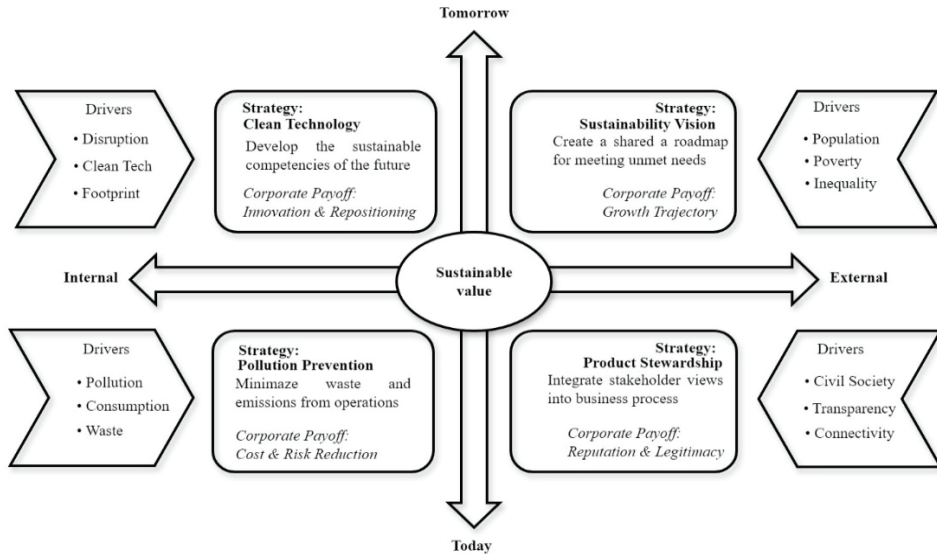 Tomorrow
Drivers
• Disruption
• Clean Tech
• Footprint
Strategy:
Clean Technology
Develop the sustainable
competencies of the future
Corporate Payoff:
Innovation & Repositioning
Strategy:
Sustainability Vision
Create a shared a roadmap
for meeting unmet needs
Corporate Payoff:
Growth Trajectory
Drivers
• Population
• Poverty
• Inequality
Internal
Sustainable
value
External
Drivers
• Pollution
• Consumption
• Waste
Strategy:
Pollution Prevention
Minimaze waste and
emissions from operations
Corporate Payoff:
Cost & Risk Reduction
Strategy:
Product Stewardship
Integrate stakeholder views
into business process
Corporate Payoff:
Reputation & Legitimacy
Drivers
• Civil Society
• Transparency
• Connectivity
Today